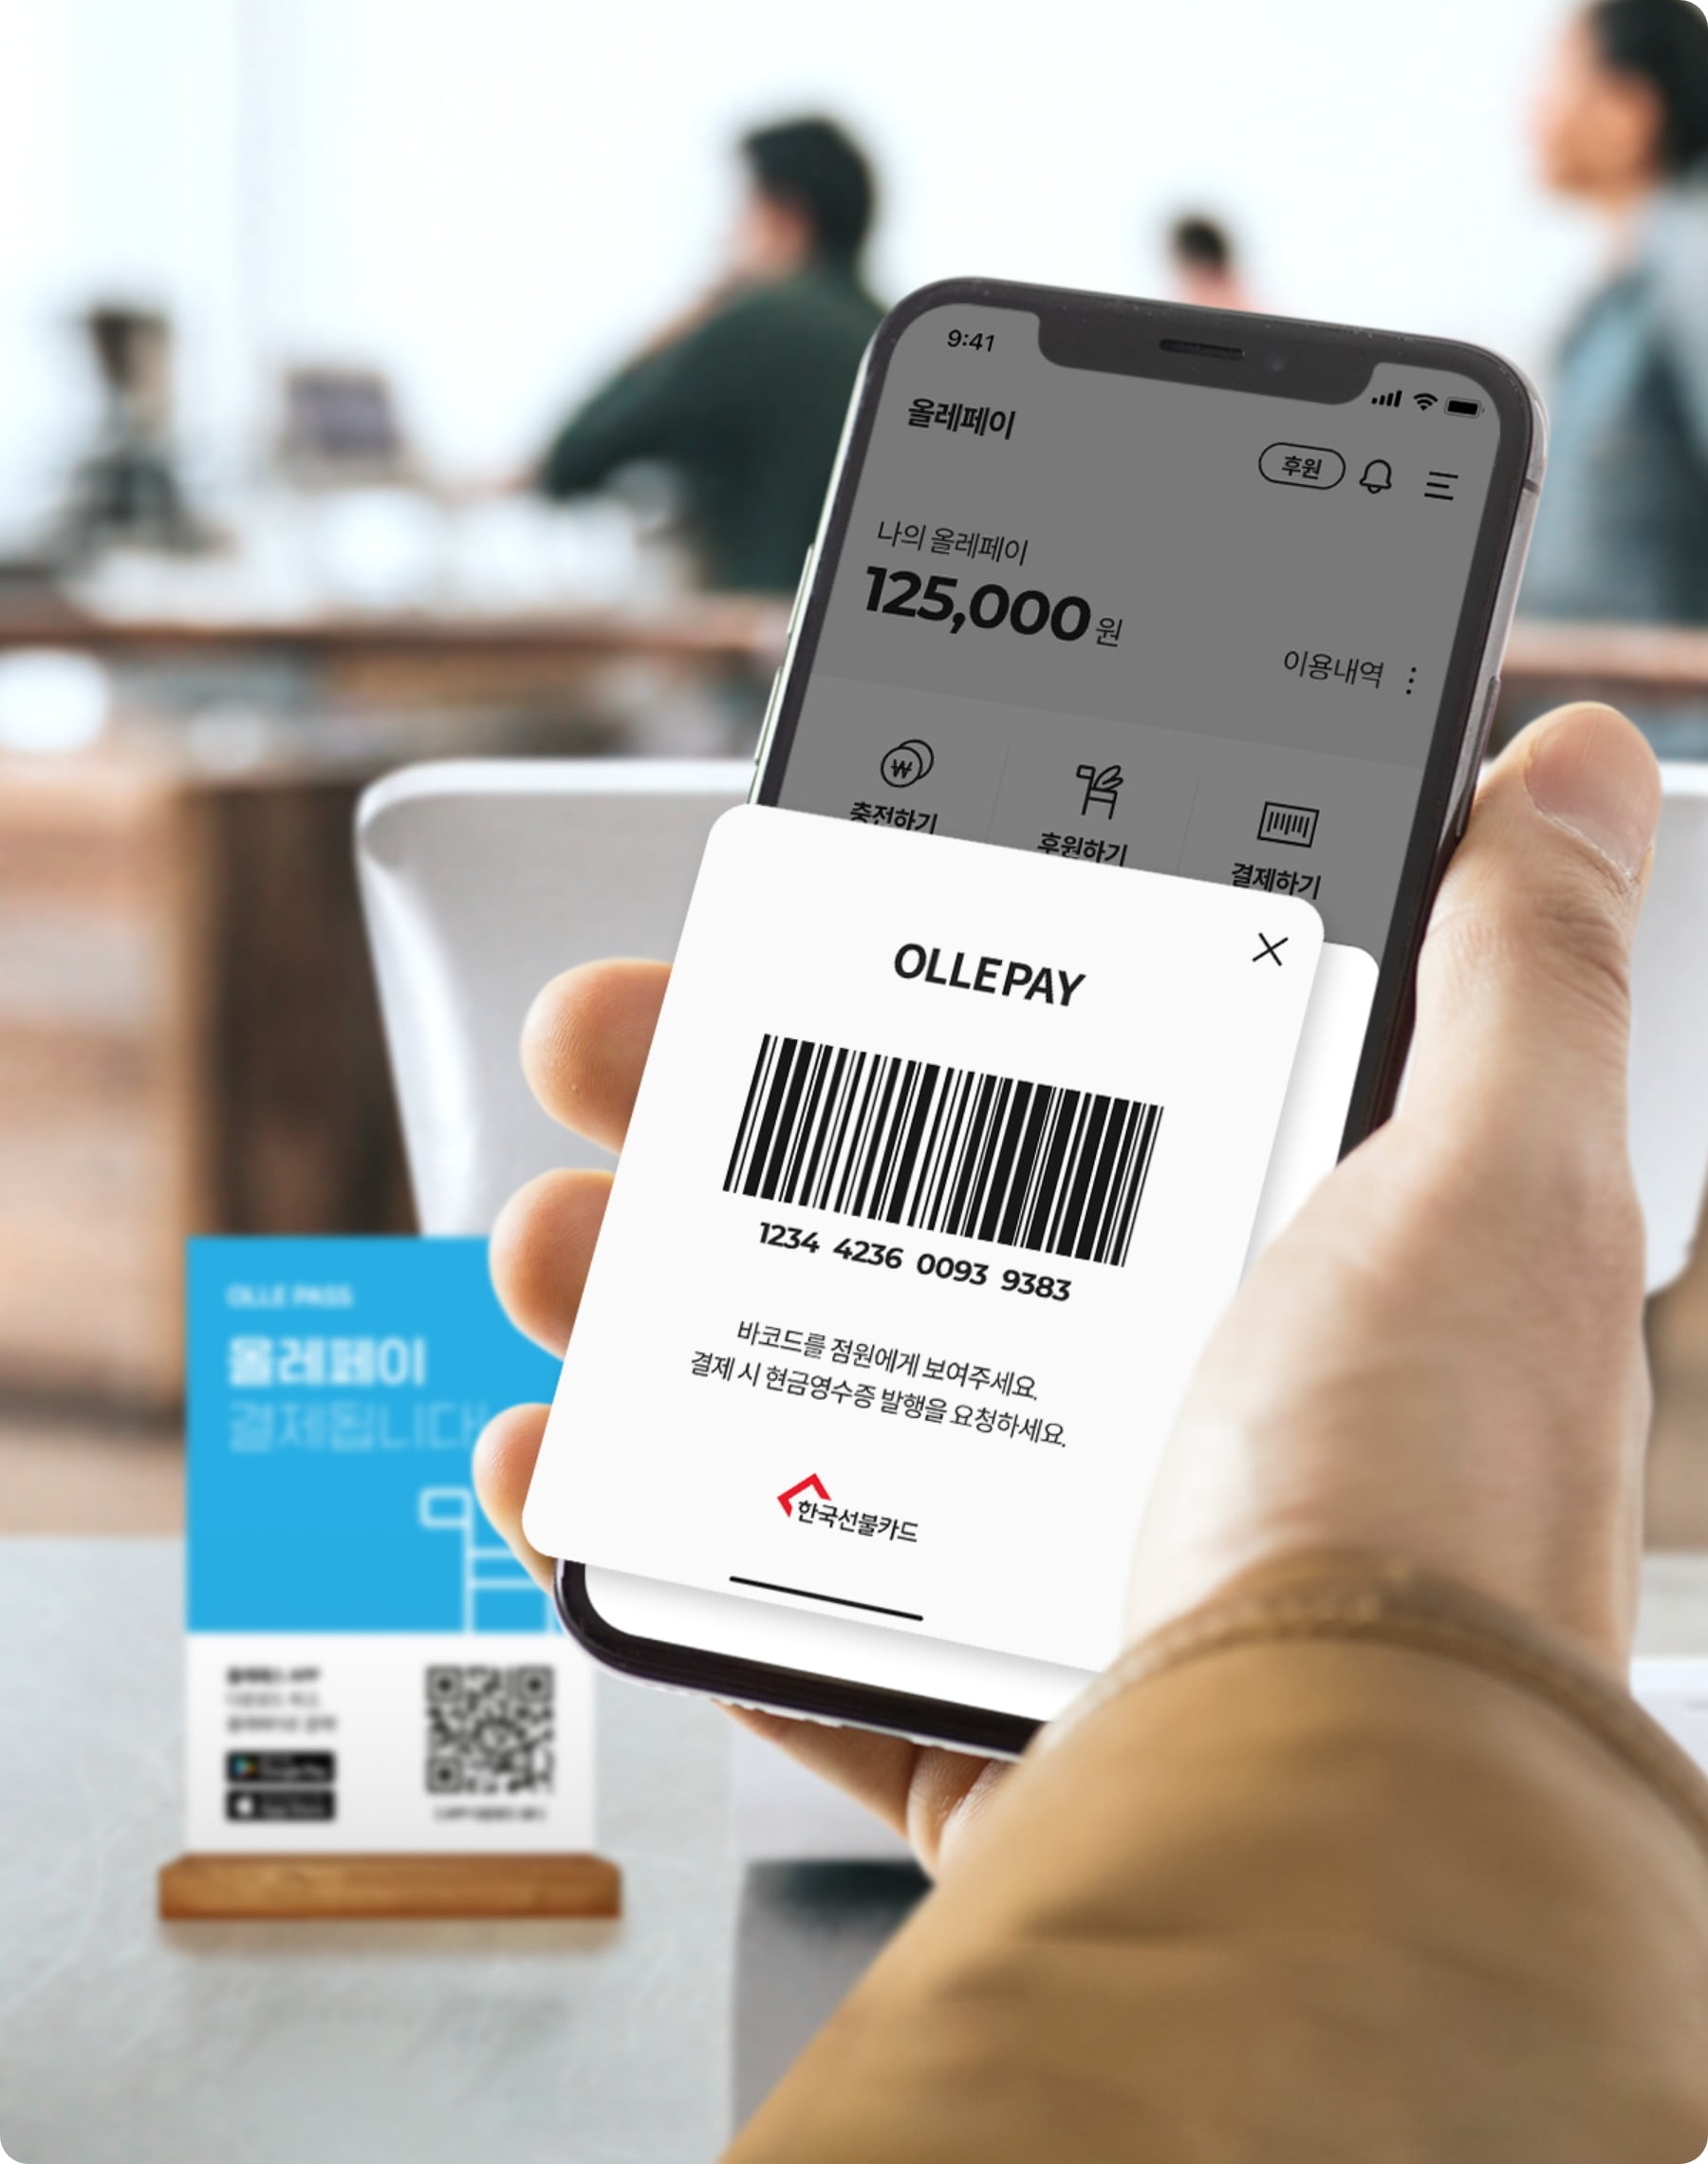 9:41
올레페이
후원
나의 올레페이
125,000 원
이용내역
충전하기
후원하기
결제하기
OLLEPAY
1234 4236 0093 9383
바코드를 점원에게 보여주세요.
결제 시 현금영수증 발행을 요청하세요.
한국선불카드
OLLE PASS
올레페이
결제됩니다!